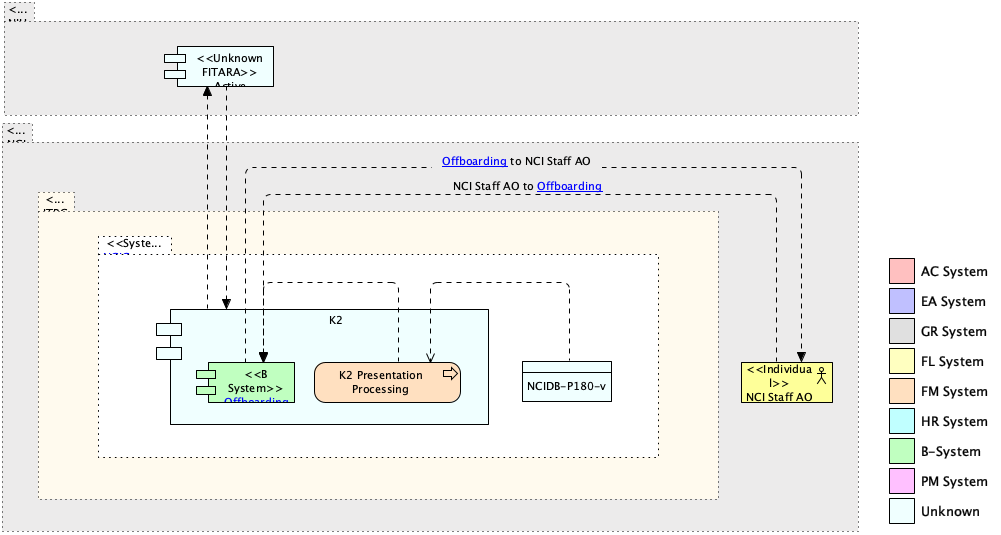 <...
<<Unknown
FITARA>>
Active
<...
NCI
Offboarding to NCI Staff AO
NCI Staff AO to Offboarding
<...
<<Syste...
K2
<<B
System>>
Offboarding
K2 Presentation
Processing
NCIDB-P180-v
<<Individua
l>>
NCI Staff AO
AC System
EA System
GR System
FL System
FM System
HR System
B-System
PM System
Unknown